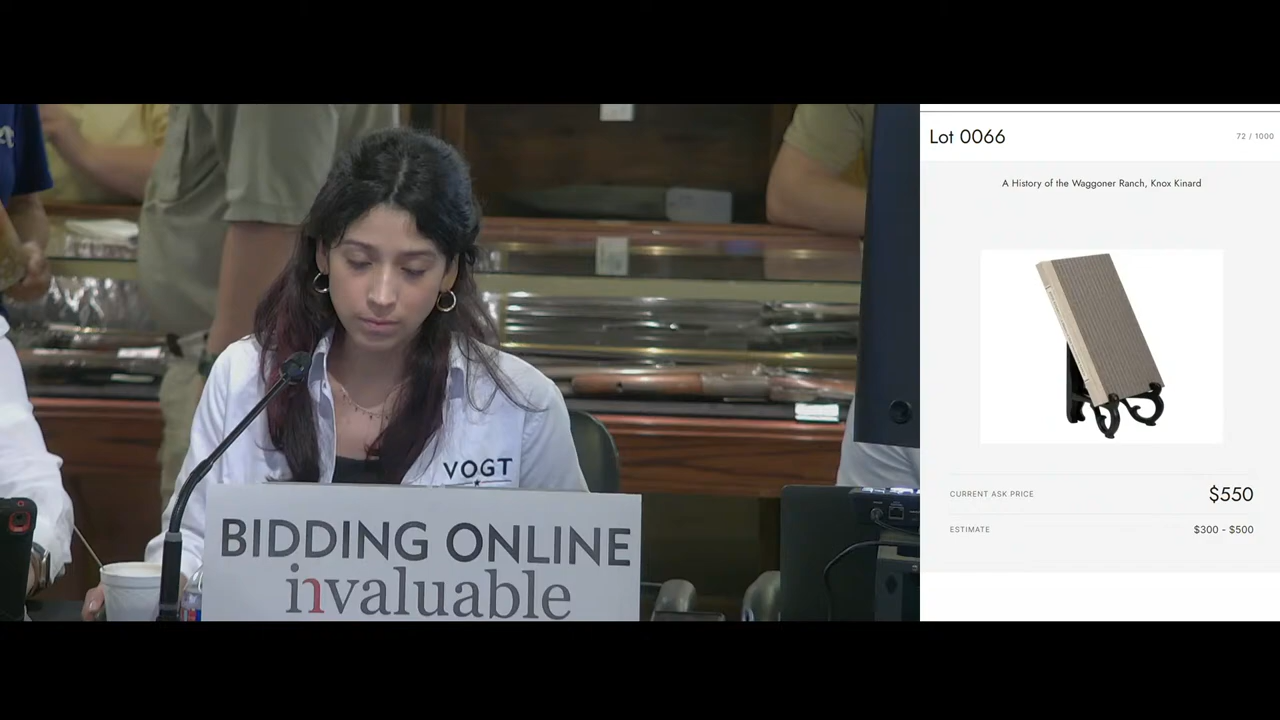 VOGT
BIDDING ONLINE
invaluable
Lot 0066
72 / 1000
A History of the Waggoner Ranch, Knox Kinard
CURRENT ASK PRICE
$550
ESTIMATE
$300 - $500